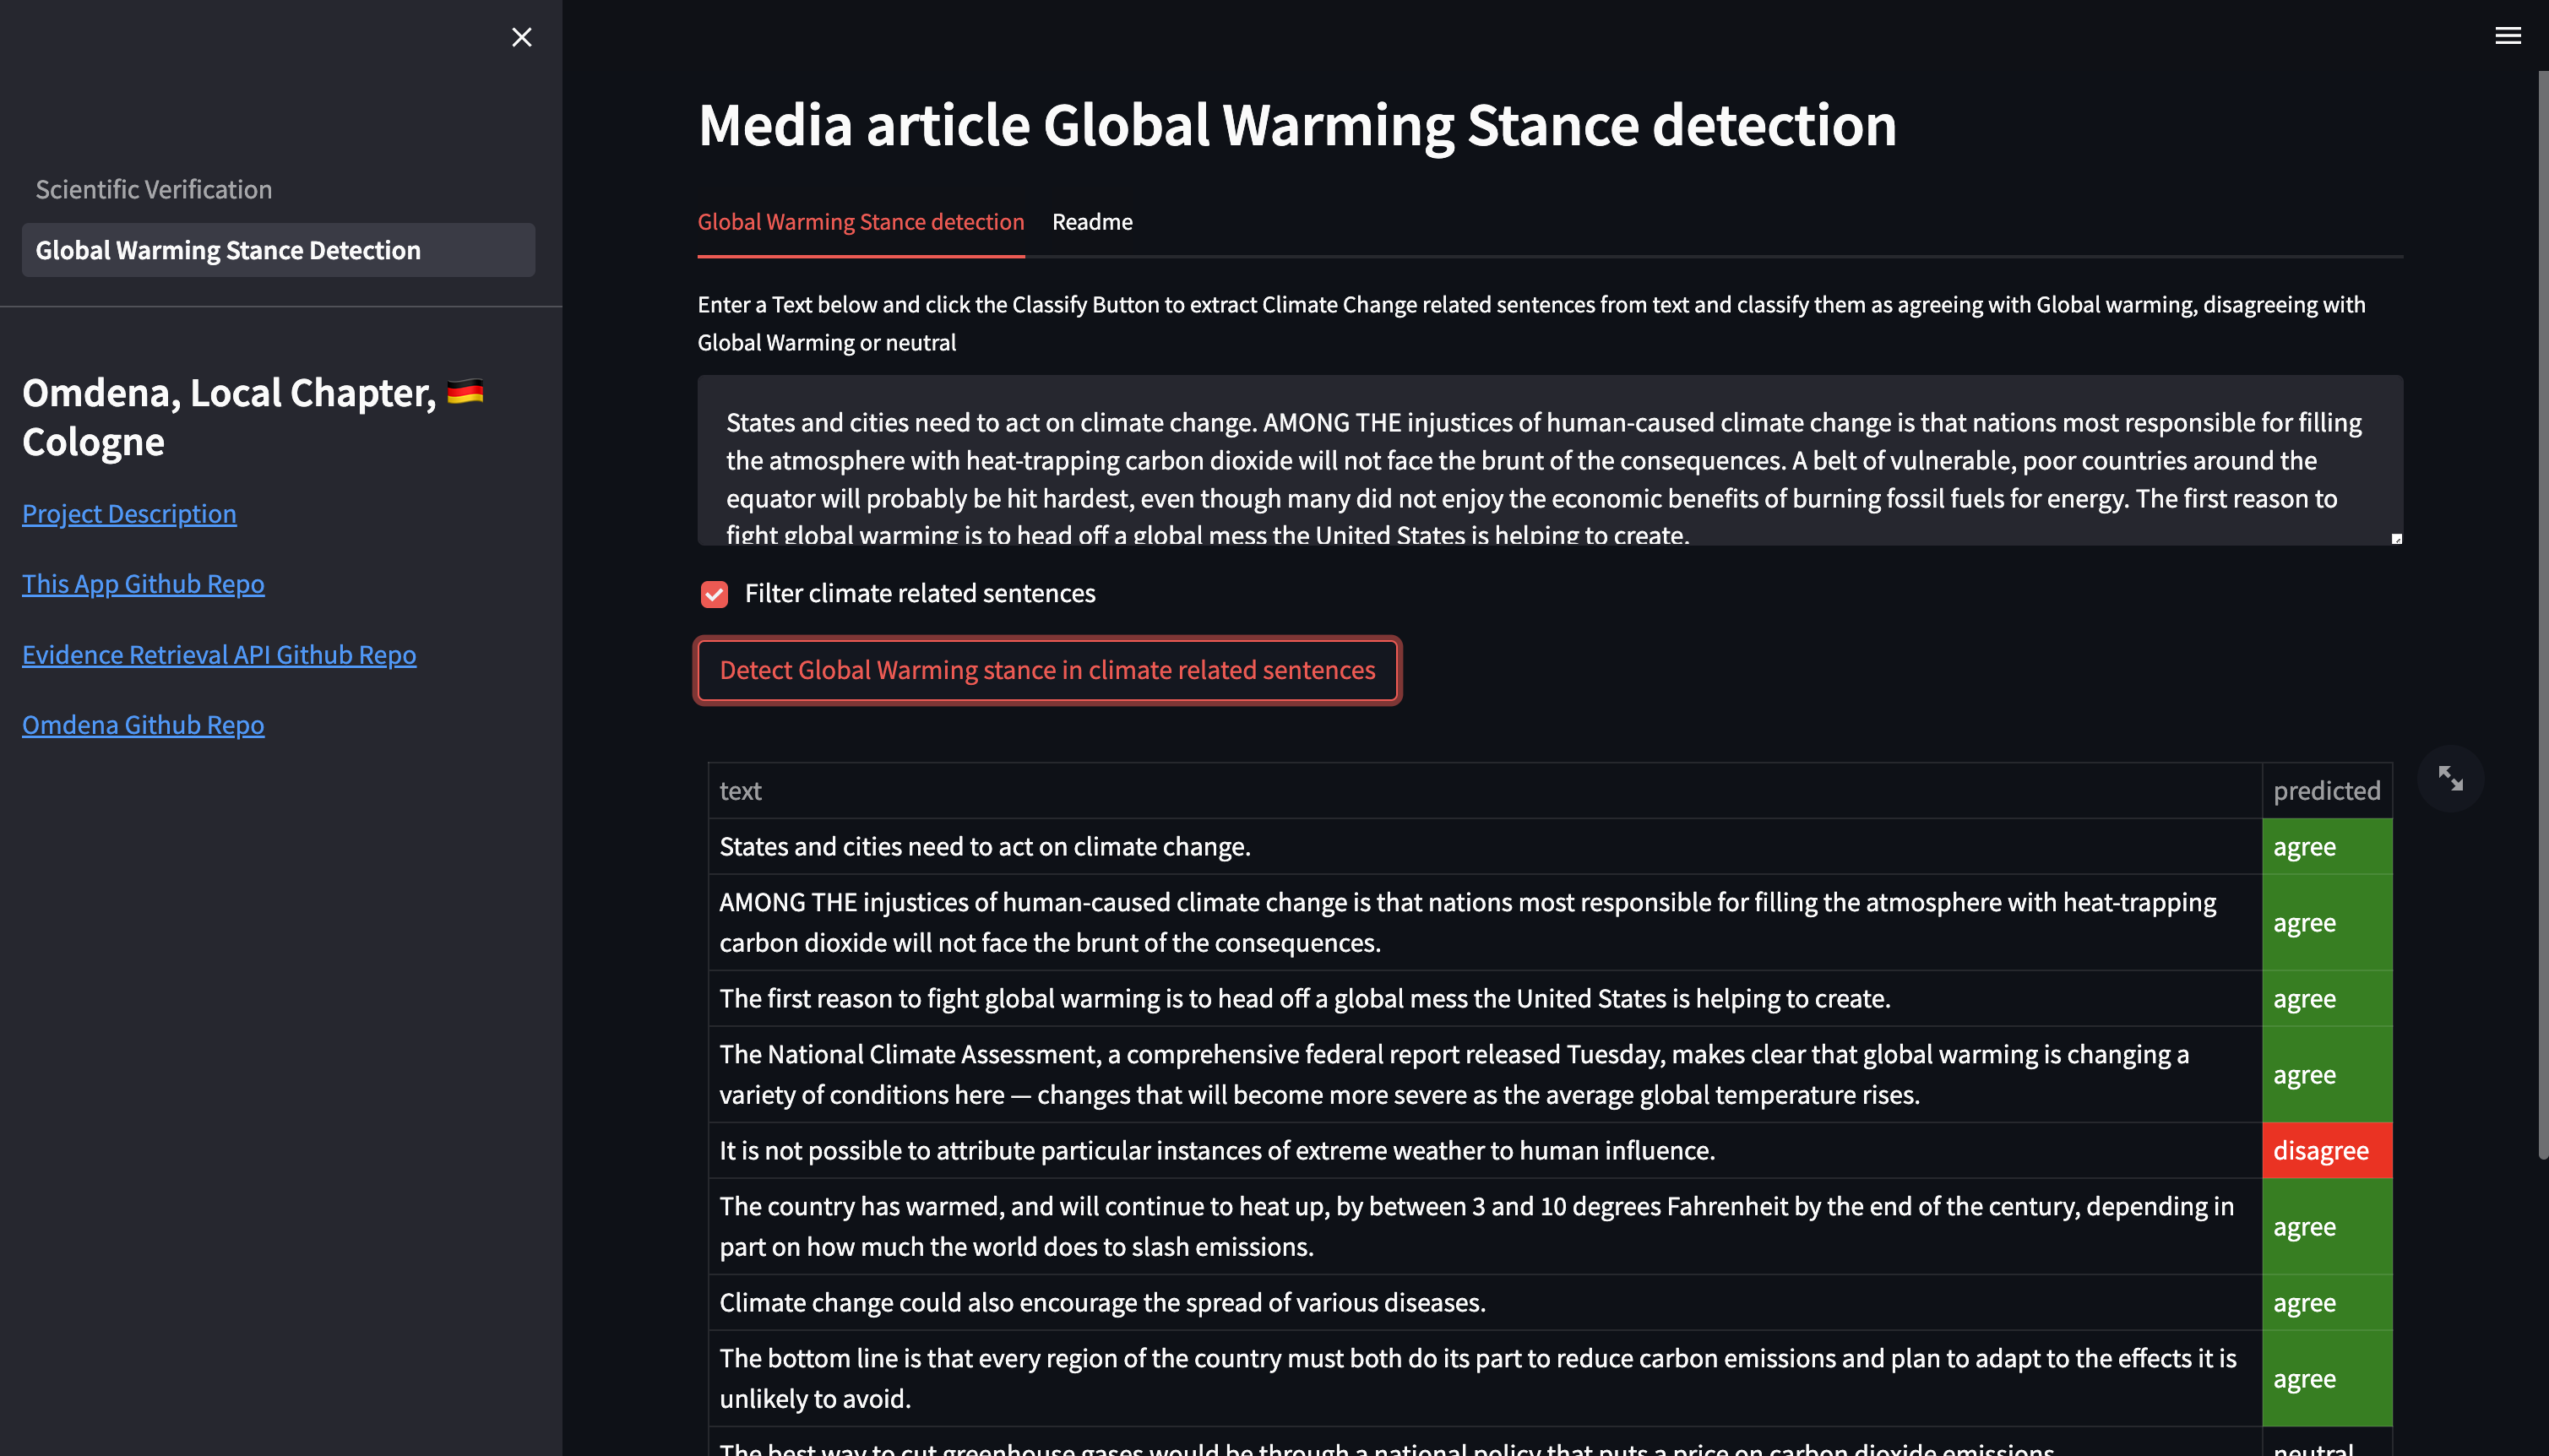 Scientific Verification
Global Warming Stance Detection
Omdena, Local Chapter, 🇩🇪
Cologne
Project Description
This App Github Repo
Evidence Retrieval API Github Repo
Omdena Github Repo
Media article Global Warming Stance detection
Global Warming Stance detection Readme
Enter a Text below and click the Classify Button to extract Climate Change related sentences from text and classify them as agreeing with Global warming, disagreeing with
Global Warming or neutral
States and cities need to act on climate change. AMONG THE injustices of human-caused climate change is that nations most responsible for filling
the atmosphere with heat-trapping carbon dioxide will not face the brunt of the consequences. A belt of vulnerable, poor countries around the
equator will probably be hit hardest, even though many did not enjoy the economic benefits of burning fossil fuels for energy. The first reason to
fight global warming is to head off a global mess the United States is helping to create.
Filter climate related sentences
Detect Global Warming stance in climate related sentences
text predicted
States and cities need to act on climate change. agree
AMONG THE injustices of human-caused climate change is that nations most responsible for filling the atmosphere with heat-trapping
carbon dioxide will not face the brunt of the consequences.
agree
The first reason to fight global warming is to head off a global mess the United States is helping to create. agree
The National Climate Assessment, a comprehensive federal report released Tuesday, makes clear that global warming is changing a
variety of conditions here — changes that will become more severe as the average global temperature rises.
agree
It is not possible to attribute particular instances of extreme weather to human influence. disagree
The country has warmed, and will continue to heat up, by between 3 and 10 degrees Fahrenheit by the end of the century, depending in
part on how much the world does to slash emissions.
agree
Climate change could also encourage the spread of various diseases. agree
The bottom line is that every region of the country must both do its part to reduce carbon emissions and plan to adapt to the effects it is
unlikely to avoid.
agree
The best way to cut greenhouse gases would be through a national policy that puts a price on carbon dioxide emissions. neutral